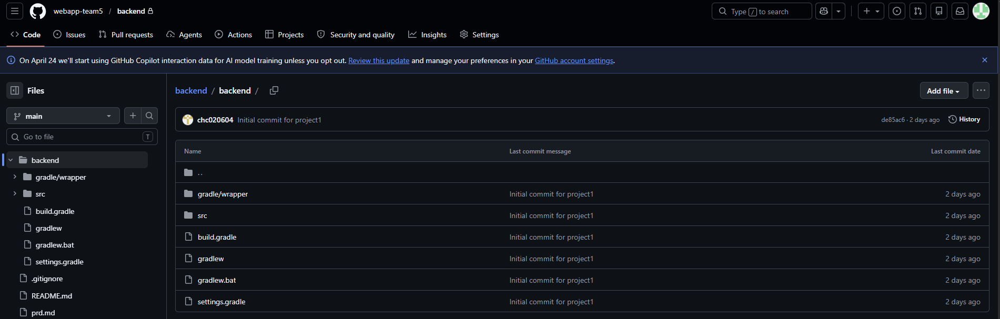 webapp-team5 / backend
Type / to search
Code Issues Pull requests Agents Actions Projects Security and quality Insights Settings
On April 24 we'll start using GitHub Copilot interaction data for AI model training unless you opt out. Review this update and manage your preferences in your GitHub account settings.
Files
main
Go to file T
backend
gradle/wrapper
src
build.gradle
gradlew
gradlew.bat
settings.gradle
.gitignore
README.md
prd.md
backend / backend /
Add file
chc020604 Initial commit for project1 de85ac6 · 2 days ago History
Name Last commit message Last commit date
..
gradle/wrapper Initial commit for project1 2 days ago
src Initial commit for project1 2 days ago
build.gradle Initial commit for project1 2 days ago
gradlew Initial commit for project1 2 days ago
gradlew.bat Initial commit for project1 2 days ago
settings.gradle Initial commit for project1 2 days ago